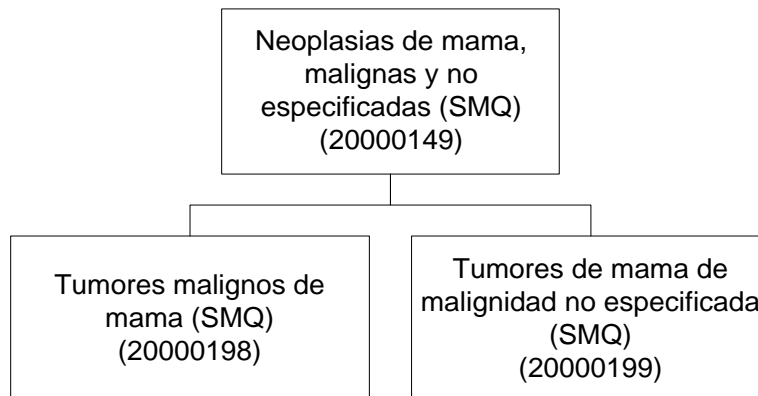 Neoplasias de mama,
malignas y no
especificadas (SMQ)
(20000149)
Tumores malignos de
mama (SMQ)
(20000198)
Tumores de mama de
malignidad no especificada
(SMQ)
(20000199)